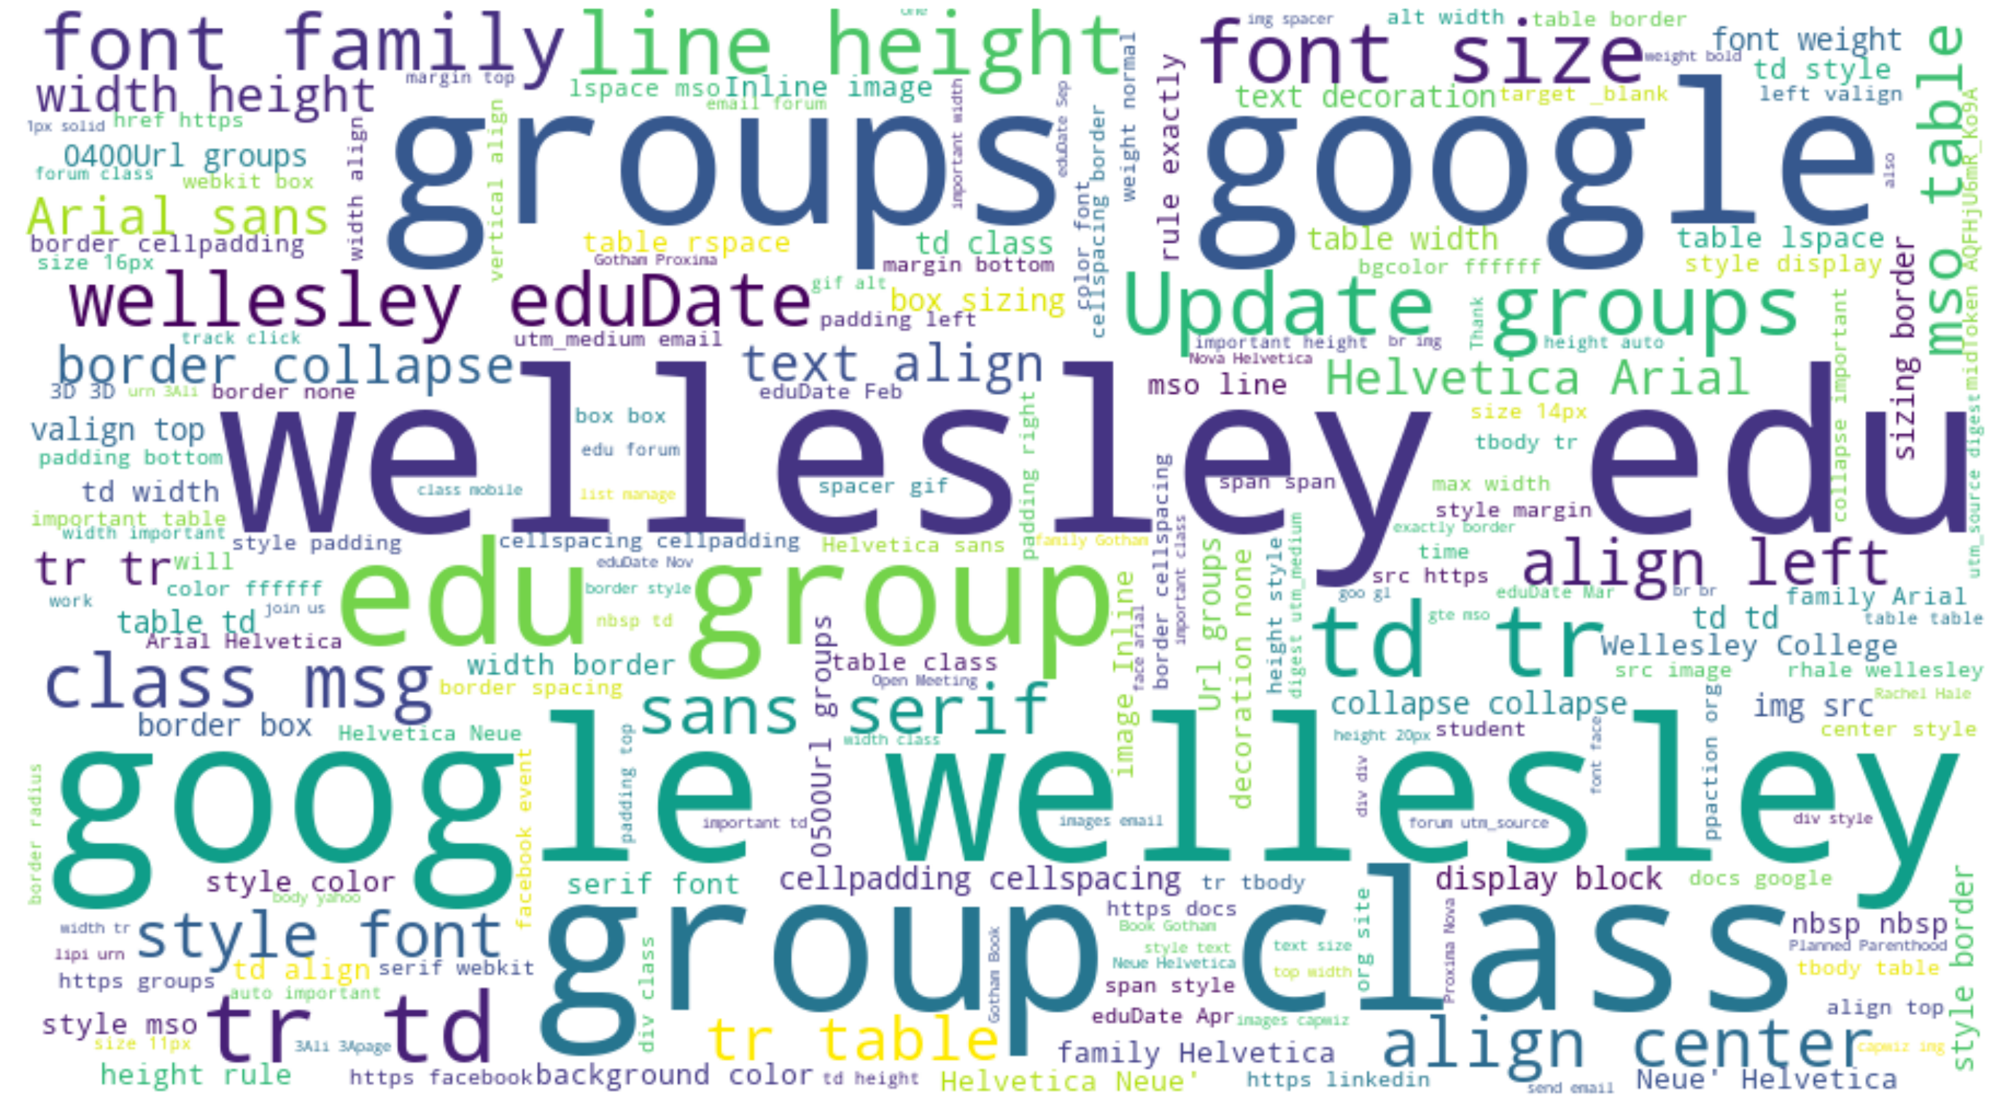 font family
line height
one
img spacer
alt width
table border
font size
weight bold
font weight
mso table
margin top
width height
lspace mso
Inline image
email forum
important width
eduDate Sep
weight normal
rule exactly
text decoration
target _blank
td style
left valign
1px solid
href https
width align
vertical align
groups
google
also
midToken AQFHjU6mR_Ko9A
0400Url groups
forum class
webkit box
Arial sans
border cellpadding
size 16px
table rspace
Gotham Proxima
td class
margin bottom
color font
cellspacing border
table width
bgcolor ffffff
table lspace
style display
sizing border
wellesley eduDate
gif alt
box sizing
padding left
Update groups
Thank
track click
utm_medium email
important height
br img
height auto
collapse important
border collapse
text align
Nova Helvetica
mso line
Helvetica Arial
3D 3D
urn 3Ali
border none
eduDate Feb
wellesley edu
size 14px
box box
padding right
valign top
edu forum
tbody tr
padding bottom
td width
class mobile
list manage
spacer gif
border cellspacing
span span
max width
style margin
utm_source digest
important table
width important
style padding
cellspacing cellpadding
Helvetica sans
family Gotham
important class
digest utm_medium
exactly border
tr tr
will
eduDate Nov
time
src https
align left
color ffffff
border style
edu group
image Inline
Url groups
decoration none
height style
goo gl
eduDate Mar
br br
family Arial
work
join us
table td
nbsp td
0500Url groups
face arial
td tr
gte mso
td td
table table
Arial Helvetica
Wellesley College
class msg
width border
table class
Open Meeting
src image
rhale wellesley
border spacing
sans serif
collapse collapse
ppaction org
img src
Rachel Hale
border box
Helvetica Neue
padding top
width class
height 20px
student
font face
center style
border radius
google wellesley
facebook event
important td
images email
div div
forum utm_source
div style
style color
body yahoo
serif font
cellpadding cellspacing
tr tbody
display block
docs google
width tr
style font
group class
https docs
Book Gotham
org site
Proxima Nova
nbsp nbsp
Planned Parenthood
style border
lipi urn
td align
serif webkit
div class
Gotham Book
style text
text size
Neue Helvetica
top width
tbody table
https groups
auto important
span style
style mso
tr td
size 11px
3Ali 3Apage
tr table
eduDate Apr
images capwiz
align top
align center
capwiz img
height rule
https facebook
background color
td height
family Helvetica
Helvetica Neue'
https linkedin
send email
Neue' Helvetica